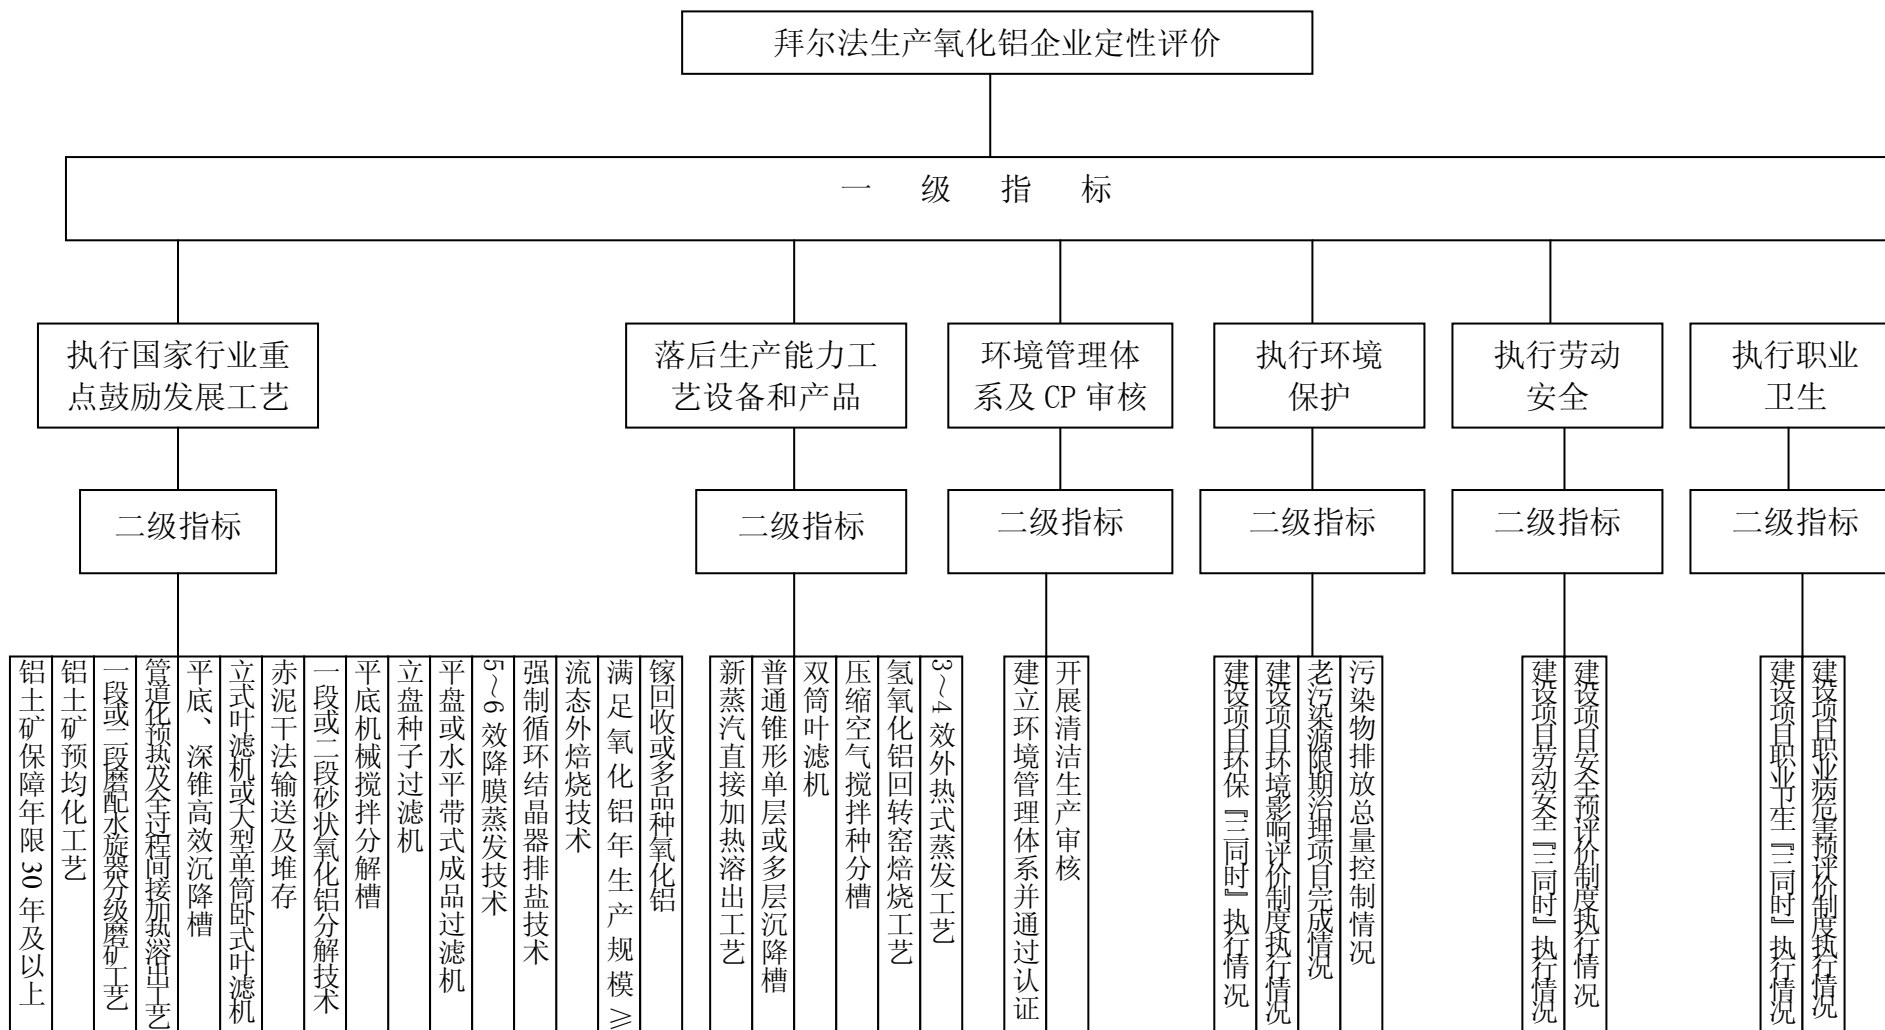 拜尔法生产氧化铝企业定性评价
一 级 指 标
执行国家行业重
点鼓励发展工艺
落后生产能力工
艺设备和产品
环境管理体
系及 CP 审核
执行环境
保护
执行劳动
安全
执行职业
卫生
二级指标
二级指标
二级指标
二级指标
二级指标
二级指标
铝土矿保障年限 30 年及以上
铝土矿预均化工艺
一段或二段磨配水旋器分级磨矿工艺
管道化预热及全过程间接加热溶出工艺
平底、深锥高效沉降槽
立式叶滤机或大型单筒卧式叶滤机
赤泥干法输送及堆存
一段或二段砂状氧化铝分解技术
平底机械搅拌分解槽
立盘种子过滤机
平盘或水平带式成品过滤机
5～6 效降膜蒸发技术
强制循环结晶器排盐技术
流态外焙烧技术
满足氧化铝年生产规模≥
镓回收或多品种氧化铝
新蒸汽直接加热溶出工艺
普通锥形单层或多层沉降槽
双筒叶滤机
压缩空气搅拌种分槽
氢氧化铝回转窑焙烧工艺
3～4 效外热式蒸发工艺
建立环境管理体系并通过认证
开展清洁生产审核
建设项目环保『三同时』执行情况
建设项目环境影响评价制度执行情况
老污染源限期治理项目完成情况
污染物排放总量控制情况
建设项目劳动安全『三同时』执行情况
建设项目安全预评价制度执行情况
建设项目职业卫生『三同时』执行情况
建设项目职业病危害预评价制度执行情况